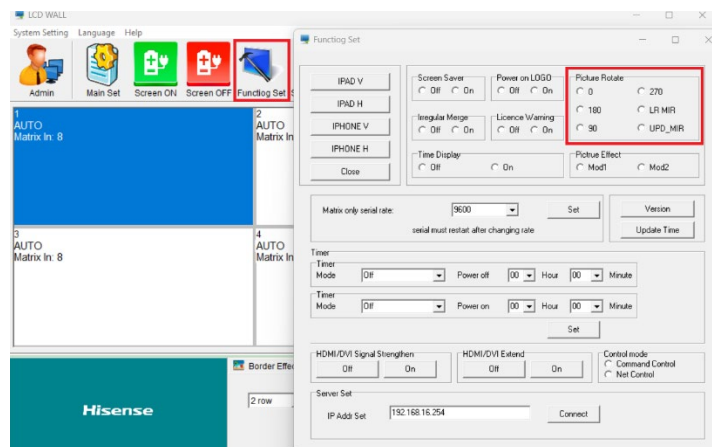 LCD WALL
System Setting Language Help
Admin Main Set Screen ON Screen OFF Functiog Set
1
AUTO
Matrix In: 8
2
AUTO
Matrix In
3
AUTO
Matrix In: 8
4
AUTO
Matrix In
Hisense
Border Effe
2 row
Functiog Set
IPAD V
IPAD H
IPHONE V
IPHONE H
Close
Screen Saver
Off On
Power on LOGO
Off On
Irregular Merge
Off On
Licence Warning
Off On
Time Display
Off On
Picture Rotate
0 270
180 LR MIR
90 UPD_MIR
Pictrue Effect
Mod1 Mod2
Matrix only serial rate: 9600 Set
serial must restart after changing rate
Version
Update Time
Timer
Timer
Mode Off Power off 00 Hour 00 Minute
Timer
Mode Off Power on 00 Hour 00 Minute
Set
HDMI/DVI Signal Strengthen
Off On
HDMI/DVI Extend
Off On
Control mode
Command Control
Net Control
Server Set
IP Addr Set 192.168.16.254 Connect